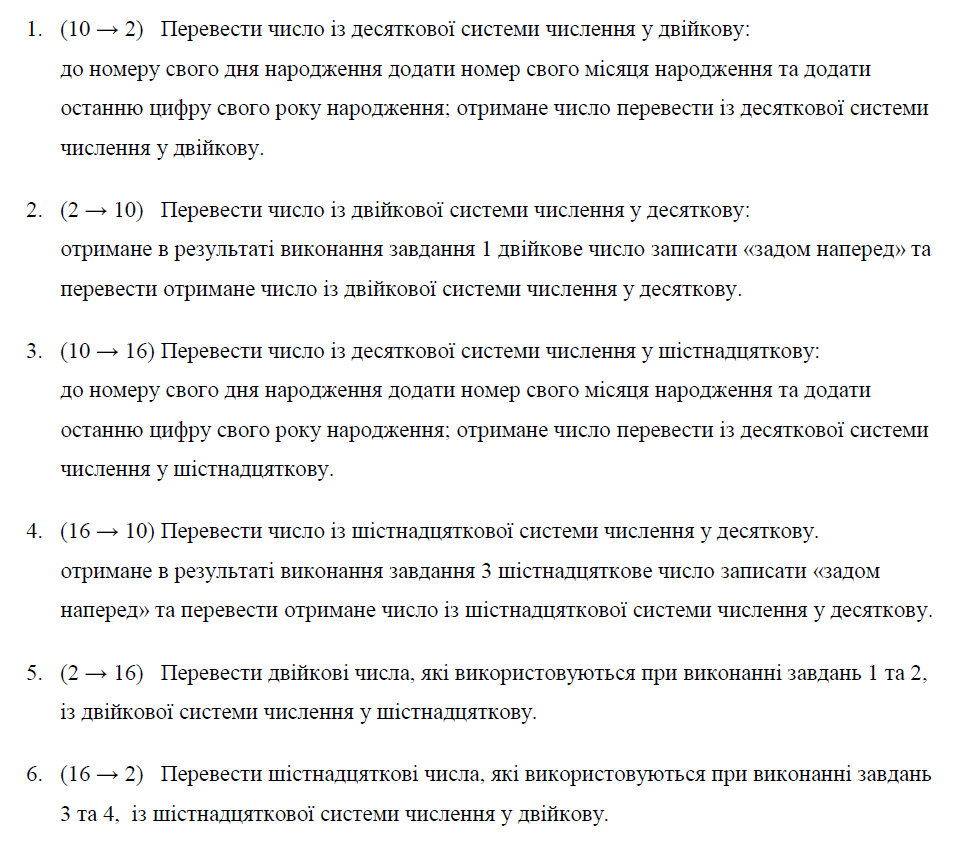 1. (10 → 2) Перевести число із десяткової системи числення у двійкову:
до номеру свого дня народження додати номер свого місяця народження та додати
останню цифру свого року народження; отримане число перевести із десяткової системи
числення у двійкову.
2. (2 → 10) Перевести число із двійкової системи числення у десяткову:
отримане в результаті виконання завдання 1 двійкове число записати «задом наперед» та
перевести отримане число із двійкової системи числення у десяткову.
3. (10 → 16) Перевести число із десяткової системи числення у шістнадцяткову:
до номеру свого дня народження додати номер свого місяця народження та додати
останню цифру свого року народження; отримане число перевести із десяткової системи
числення у шістнадцяткову.
4. (16 → 10) Перевести число із шістнадцяткової системи числення у десяткову.
отримане в результаті виконання завдання 3 шістнадцяткове число записати «задом
наперед» та перевести отримане число із шістнадцяткової системи числення у десяткову.
5. (2 → 16) Перевести двійкові числа, які використовуються при виконанні завдань 1 та 2,
із двійкової системи числення у шістнадцяткову.
6. (16 → 2) Перевести шістнадцяткові числа, які використовуються при виконанні завдань
3 та 4, із шістнадцяткової системи числення у двійкову.